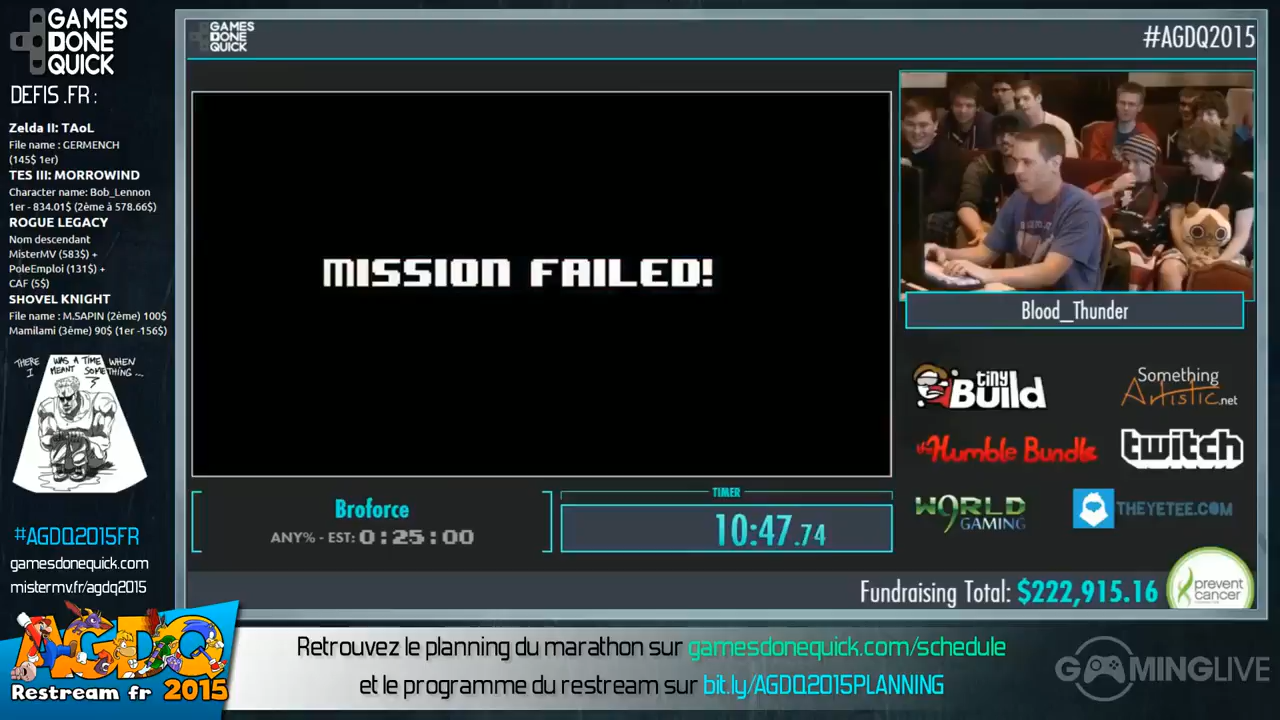 GAMES
DONE
QUICK
DEFIS .FR :
Zelda II: TAoL
File name : GERMENCH
(145$ 1er)
TES III: MORROWIND
Character name: Bob_Lennon
1er - 834.01$ (2ème à 578.66$)
ROGUE LEGACY
Nom descendant
MisterMV (583$) +
PoleEmploi (131$) +
CAF (5$)
SHOVEL KNIGHT
File name : M.SAPIN (2ème) 100$
Mamilami (3ême) 90$ (1er -156$)
THERE WAS A TIME WHEN
I MEANT SOMETHING...
#AGDQ2015FR
gamesdonequick.com
mistermv.fr/agdq2015
AGDQ
Restream fr 2015
GAMES
DONE
QUICK
#AGDQ2015
MISSION FAILED!
Blood_Thunder
tiny
Build
Something
Artistic.net
the Humble Bundle
twitch
W9RLD
GAMING
THEYETEE.COM
Broforce
ANY% - EST: 0:25:00
TIMER
10:47.74
Fundraising Total: $222,915.16
prevent
cancer
Retrouvez le planning du marathon sur gamesdonequick.com/schedule
et le programme du restream sur bit.ly/AGDQ2015PLANNING
GAMINGLIVE